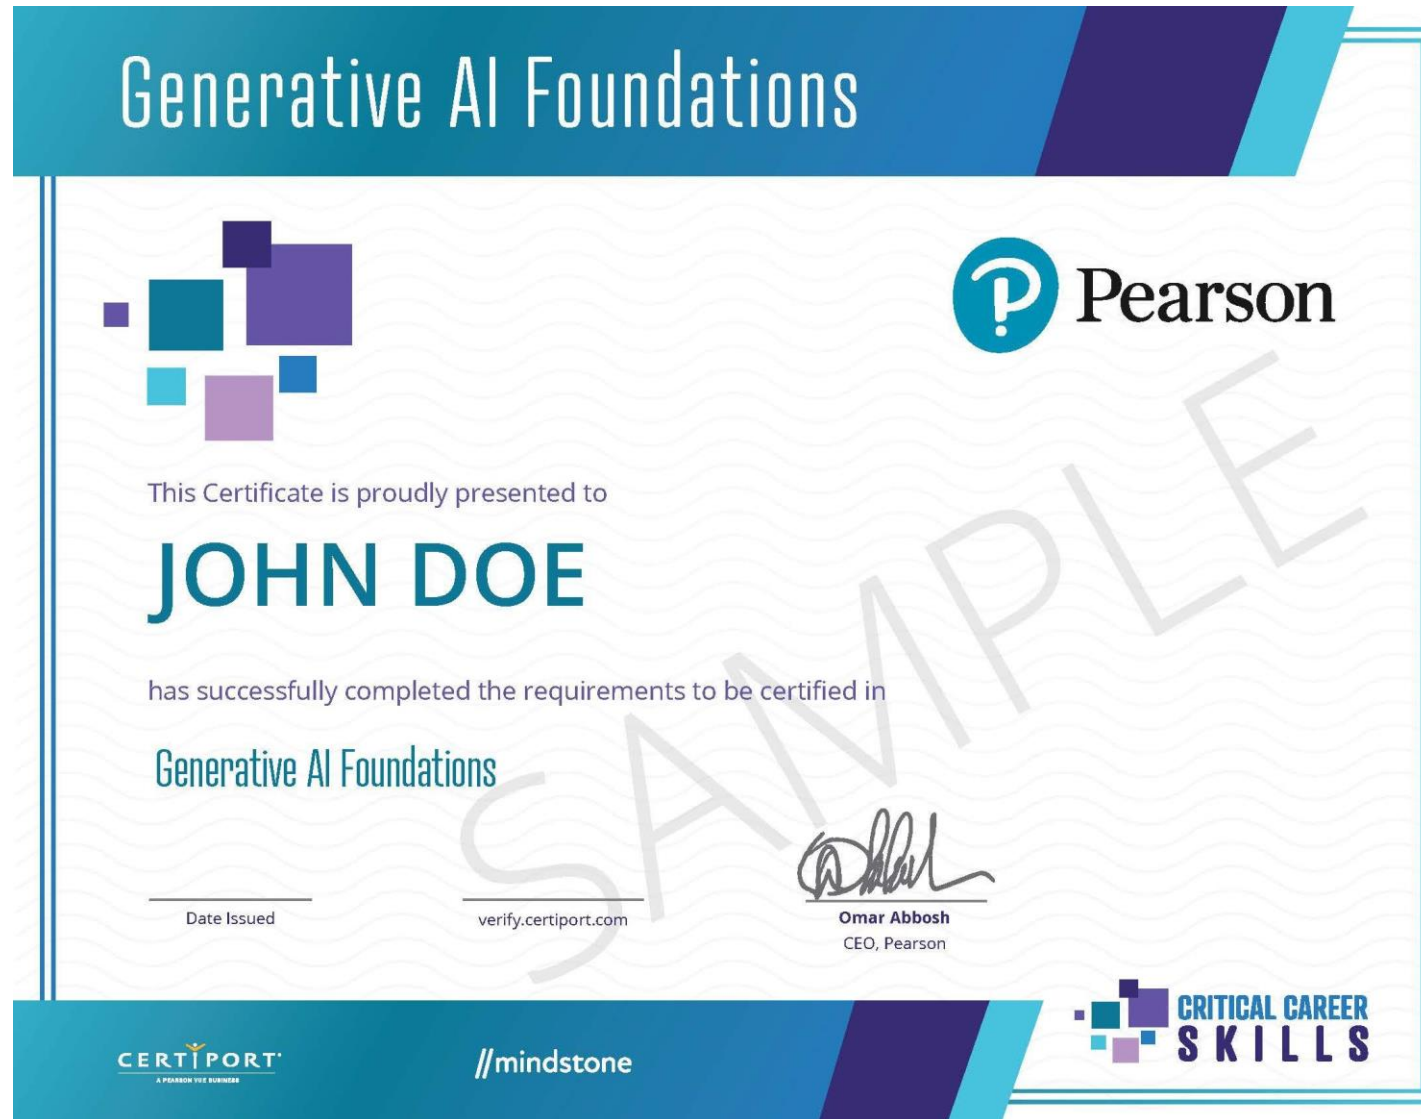 Generative AI Foundations
Pearson
This Certificate is proudly presented to
JOHN DOE
has successfully completed the requirements to be certified in
Generative AI Foundations
SAMPLE
Date Issued
verify.certiport.com
Omar Abbosh
CEO, Pearson
CERTIPORT
A PEARSON VUE BUSINESS
//mindstone
CRITICAL CAREER
SKILLS